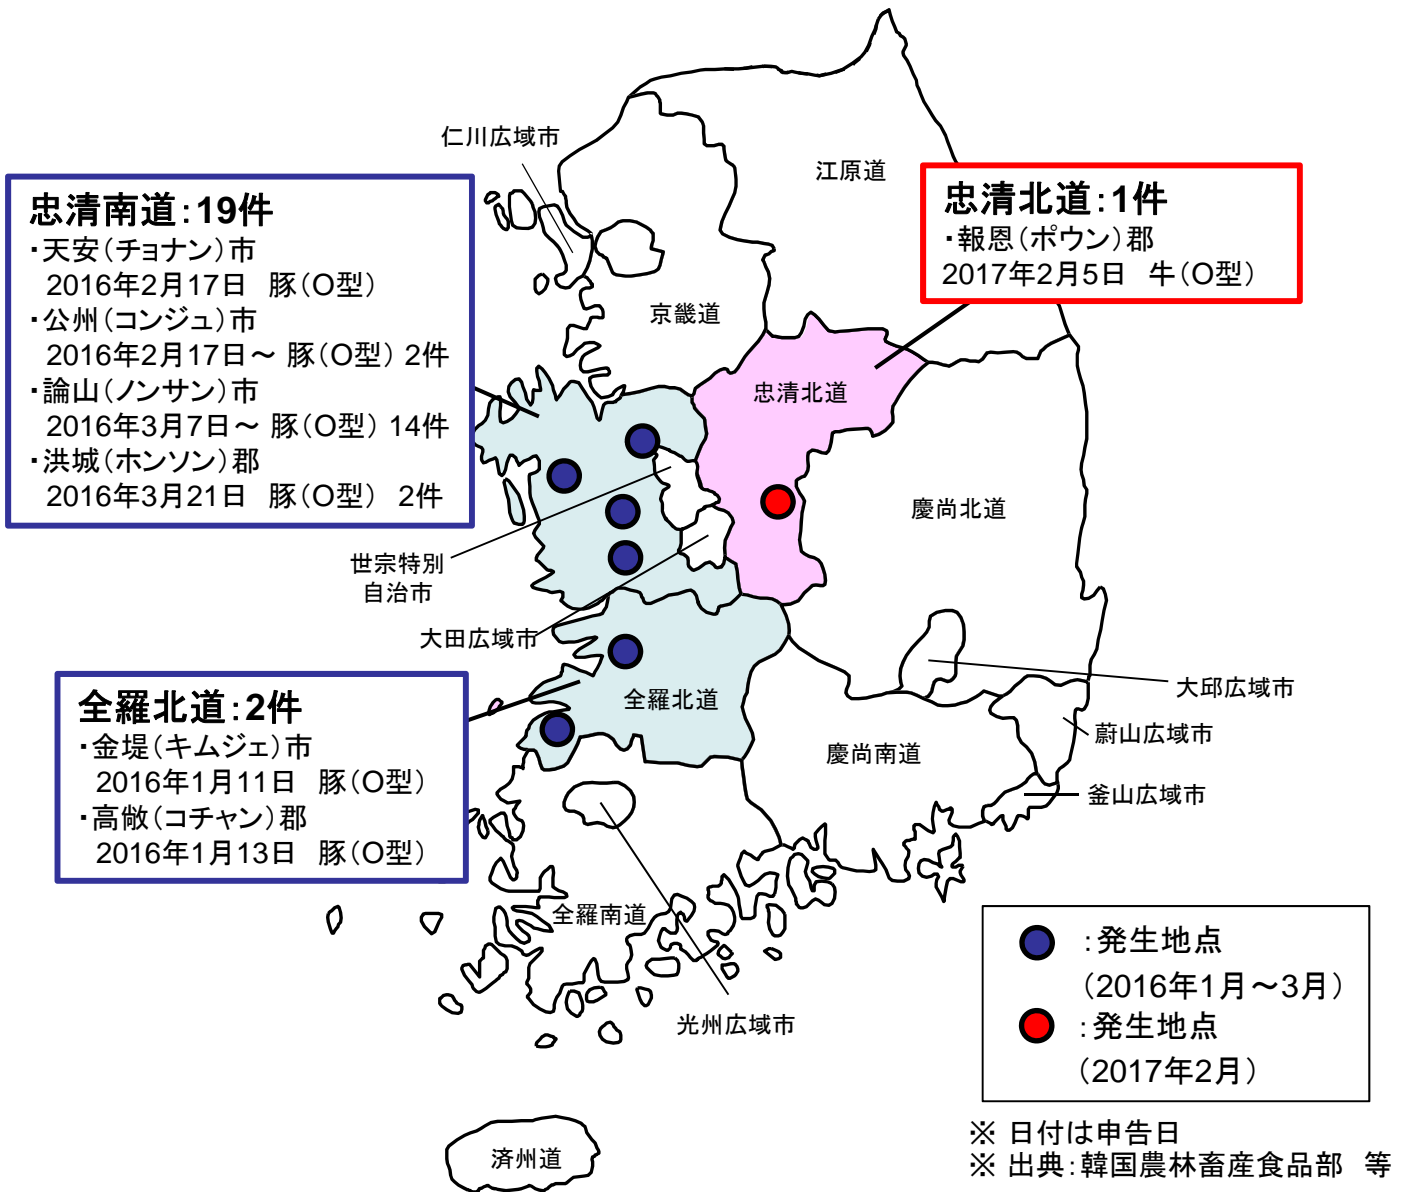 仁川広域市
江原道
忠清南道:19件
・天安(チョナン)市
2016年2月17日 豚(O型)
・公州(コンジュ)市
2016年2月17日～ 豚(O型) 2件
・論山(ノンサン)市
2016年3月7日～ 豚(O型) 14件
・洪城(ホンソン)郡
2016年3月21日 豚(O型) 2件
忠清北道:1件
・報恩(ポウン)郡
2017年2月5日 牛(O型)
京畿道
忠清北道
慶尚北道
世宗特別
自治市
大田広域市
全羅北道:2件
・金堤(キムジェ)市
2016年1月11日 豚(O型)
・高敞(コチャン)郡
2016年1月13日 豚(O型)
全羅北道
大邱広域市
蔚山広域市
慶尚南道
釜山広域市
全羅南道
光州広域市
済州道
:発生地点
(2016年1月～3月)
:発生地点
(2017年2月)
※ 日付は申告日
※ 出典:韓国農林畜産食品部 等